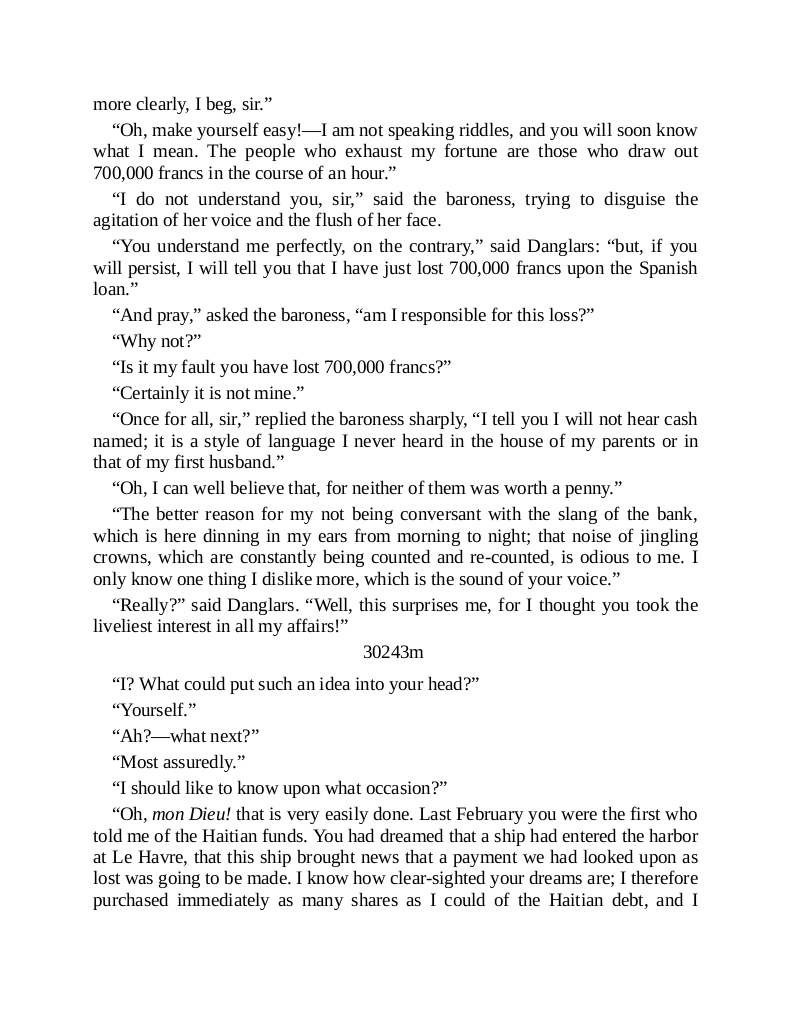 more clearly, I beg, sir.”
“Oh, make yourself easy!—I am not speaking riddles, and you will soon know
what I mean. The people who exhaust my fortune are those who draw out
700,000 francs in the course of an hour.”
“I do not understand you, sir,” said the baroness, trying to disguise the
agitation of her voice and the flush of her face.
“You understand me perfectly, on the contrary,” said Danglars: “but, if you
will persist, I will tell you that I have just lost 700,000 francs upon the Spanish
loan.”
“And pray,” asked the baroness, “am I responsible for this loss?”
“Why not?”
“Is it my fault you have lost 700,000 francs?”
“Certainly it is not mine.”
“Once for all, sir,” replied the baroness sharply, “I tell you I will not hear cash
named; it is a style of language I never heard in the house of my parents or in
that of my first husband.”
“Oh, I can well believe that, for neither of them was worth a penny.”
“The better reason for my not being conversant with the slang of the bank,
which is here dinning in my ears from morning to night; that noise of jingling
crowns, which are constantly being counted and re-counted, is odious to me. I
only know one thing I dislike more, which is the sound of your voice.”
“Really?” said Danglars. “Well, this surprises me, for I thought you took the
liveliest interest in all my affairs!”
30243m
“I? What could put such an idea into your head?”
“Yourself.”
“Ah?—what next?”
“Most assuredly.”
“I should like to know upon what occasion?”
“Oh, mon Dieu! that is very easily done. Last February you were the first who
told me of the Haitian funds. You had dreamed that a ship had entered the harbor
at Le Havre, that this ship brought news that a payment we had looked upon as
lost was going to be made. I know how clear-sighted your dreams are; I therefore
purchased immediately as many shares as I could of the Haitian debt, and I